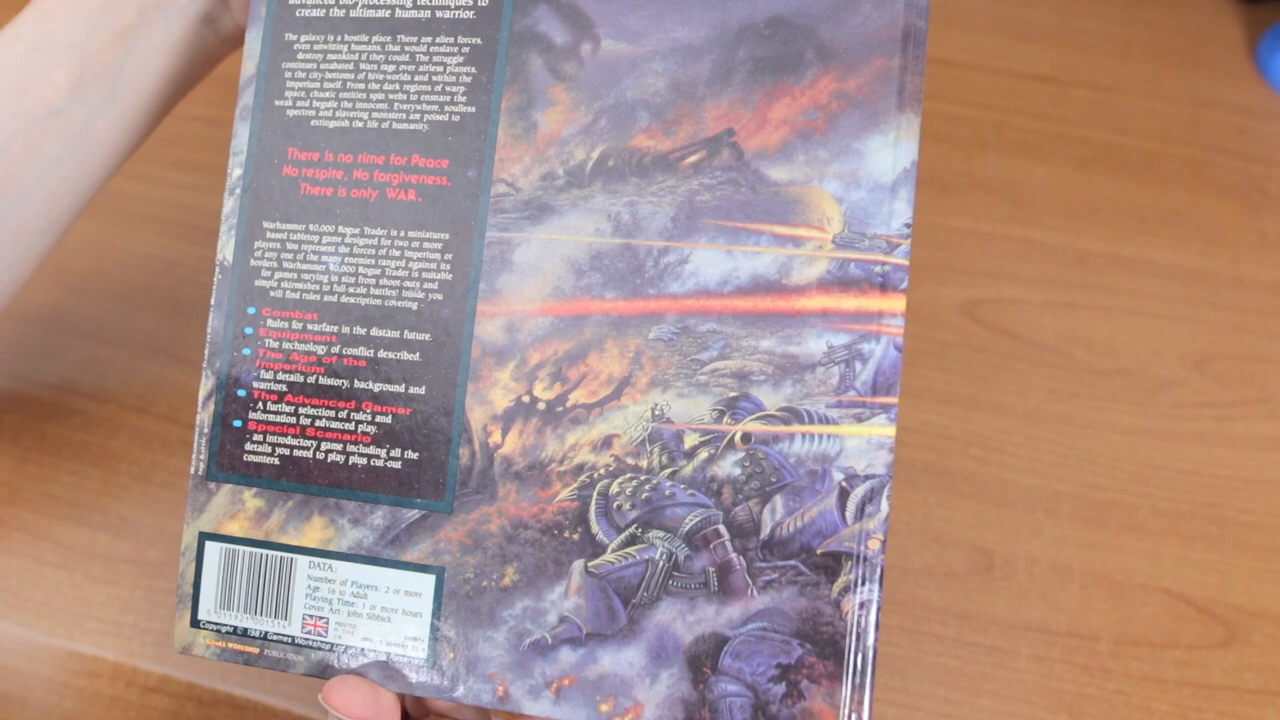 advanced bio-processing techniques to
create the ultimate human warrior.
The galaxy is a hostile place. There are alien forces,
even unwitting humans, that would enslave or
destroy mankind if they could. The struggle
continues unabated. Wars rage over airless planets,
in the city-bottoms of hive-worlds and within the
Imperium itself. From the dark regions of warp-
space, chaotic entities spin webs to ensnare the
weak and beguile the innocent. Everywhere, soulless
spectres and slavering monsters are poised to
extinguish the life of humanity.
There is no time for Peace
No respite, No forgiveness.
There is only WAR.
Warhammer 40,000 Rogue Trader is a miniatures
based tabletop game designed for two or more
players. You represent the forces of the Imperium or
of any one of the many enemies ranged against its
borders. Warhammer 40,000 Rogue Trader is suitable
for games varying in size from shoot-outs and
simple skirmishes to full-scale battles! Inside you
will find rules and description covering -
Combat
- Rules for warfare in the distant future.
Equipment
- The technology of conflict described.
The Age of the
Imperium
- full details of history, background and
warriors.
The Advanced Gamer
- A further selection of rules and
information for advanced play.
Special Scenario
- an introductory game including all the
details you need to play plus cut-out
counters.
DATA:
Number of Players: 2 or more
Age: 16 to Adult
Playing Time: 1 or more hours
Cover Art: John Sibbick
PRINTED
5 011921 001514
Copyright © 1987 Games Workshop Ltd
GAMES WORKSHOP PUBLICATION